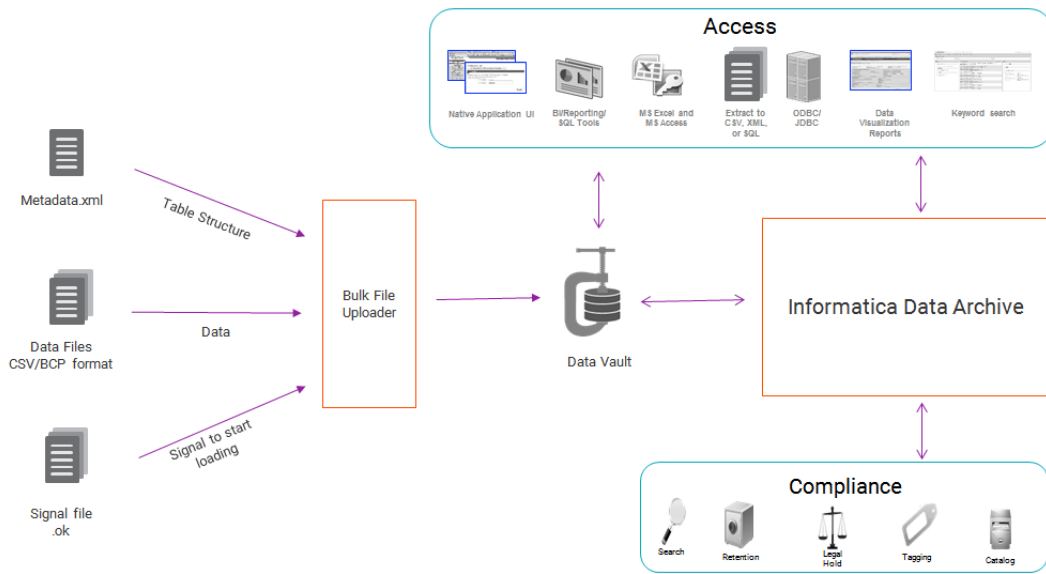 Access
Native Application UI
BI/Reporting/
SQL Tools
MS Excel and
MS Access
Extract to
CSV, XML,
or SQL
ODBC/
JDBC
Data
Visualization
Reports
Keyword search
Metadata.xml
Table Structure
Data Files
CSV/BCP format
Data
Signal file
.ok
Signal to start
loading
Bulk File
Uploader
Data Vault
Informatica Data Archive
Compliance
Search
Retention
Legal
Hold
Tagging
Catalog